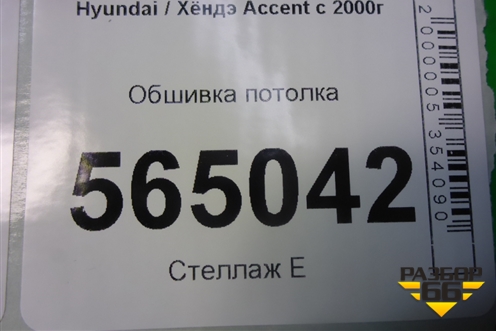 Hyundai / Хёндэ Accent с 2000г
Обшивка потолка
565042
Стеллаж Е
2000005354090
РАЗБОР
66